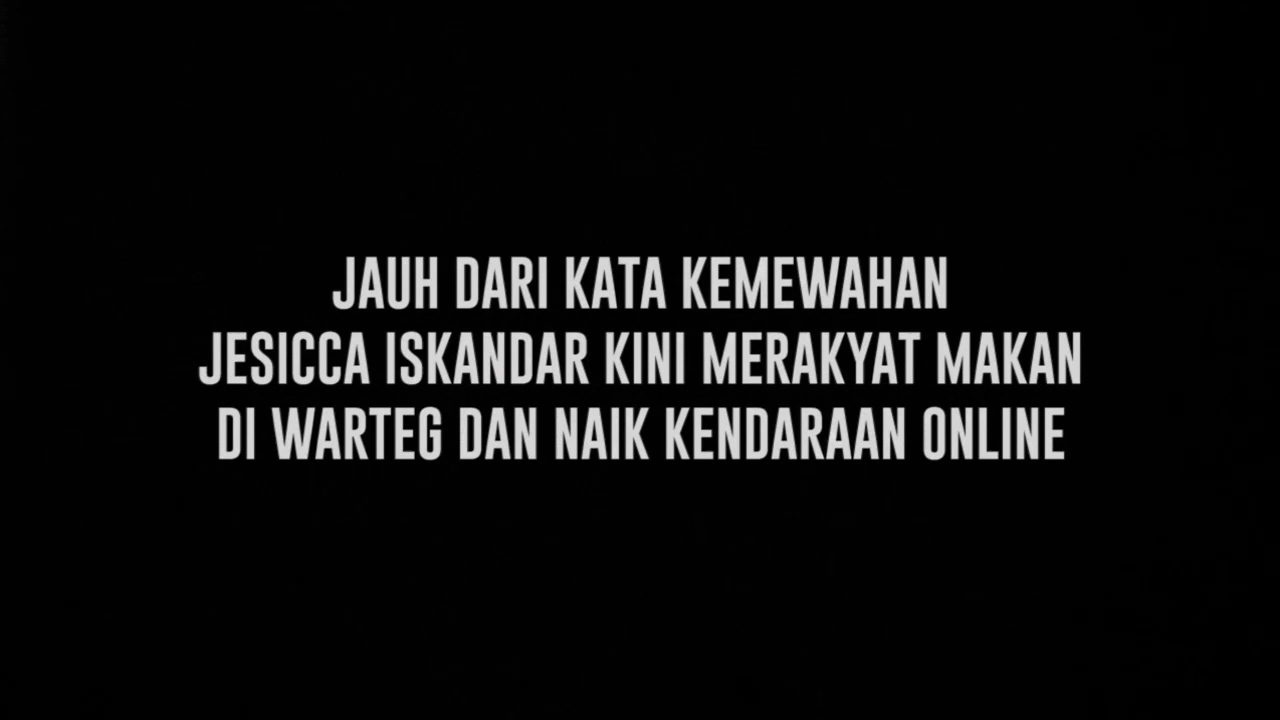 JAUH DARI KATA KEMEWAHAN
JESICCA ISKANDAR KINI MERAKYAT MAKAN
DI WARTEG DAN NAIK KENDARAAN ONLINE